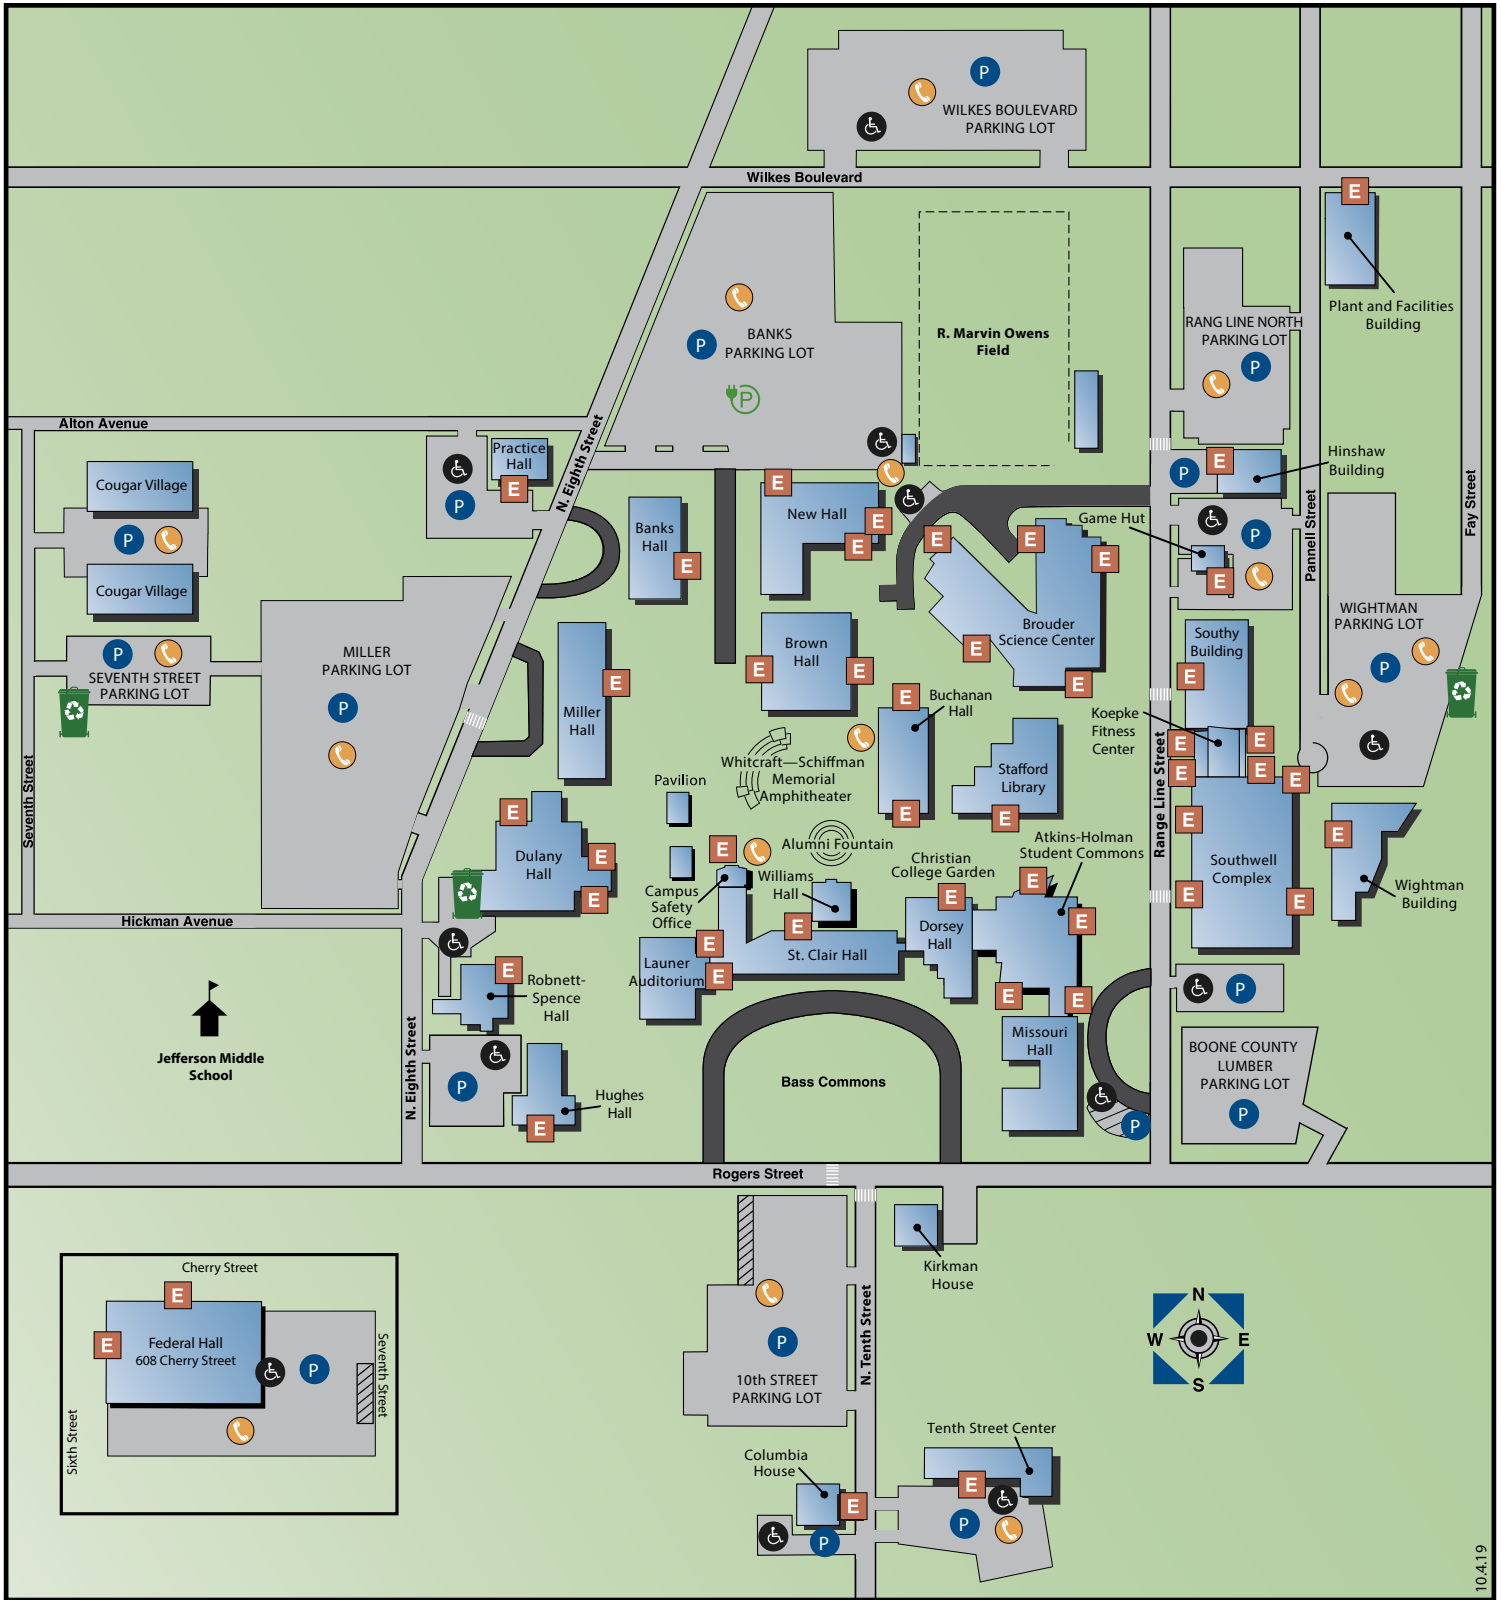 P
WILKES BOULEVARD
PARKING LOT
Wilkes Boulevard
E
Plant and Facilities
Building
BANKS
PARKING LOT
P
P
R. Marvin Owens
Field
RANG LINE NORTH
PARKING LOT
P
Alton Avenue
N. Eighth Street
Practice
Hall
E
P
Cougar Village
P
Cougar Village
Banks
Hall
E
New Hall
E
E
E
Hinshaw
Building
E
P
Game Hut
P
E
Pannell Street
Fay Street
E
E
E
Brouder
Science Center
E
E
P
SEVENTH STREET
PARKING LOT
MILLER
PARKING LOT
P
Miller
Hall
E
Brown
Hall
E
E
Buchanan
Hall
E
E
WIGHTMAN
PARKING LOT
P
Southy
Building
E
Koepke
Fitness
Center
E
E
E
E
E
Seventh Street
Range Line Street
Whitcraft—Schiffman
Memorial
Amphitheater
Stafford
Library
E
Pavilion
Alumni Fountain
Atkins-Holman
Student Commons
E
E
E
E
Dulany
Hall
E
E
E
Campus
Safety
Office
E
Williams
Hall
Christian
College Garden
Dorsey
Hall
E
Southwell
Complex
E
E
E
Wightman
Building
E
Hickman Avenue
Launer
Auditorium
E
E
St. Clair Hall
E
Robnett-
Spence
Hall
E
P
Jefferson Middle
School
N. Eighth Street
P
Hughes
Hall
E
Bass Commons
Missouri
Hall
P
BOONE COUNTY
LUMBER
PARKING LOT
P
Rogers Street
Kirkman
House
Cherry Street
E
E
Federal Hall
608 Cherry Street
P
Seventh Street
Sixth Street
P
10th STREET
PARKING LOT
N. Tenth Street
N
W
E
S
Tenth Street Center
E
P
Columbia
House
E
P
10.4.19